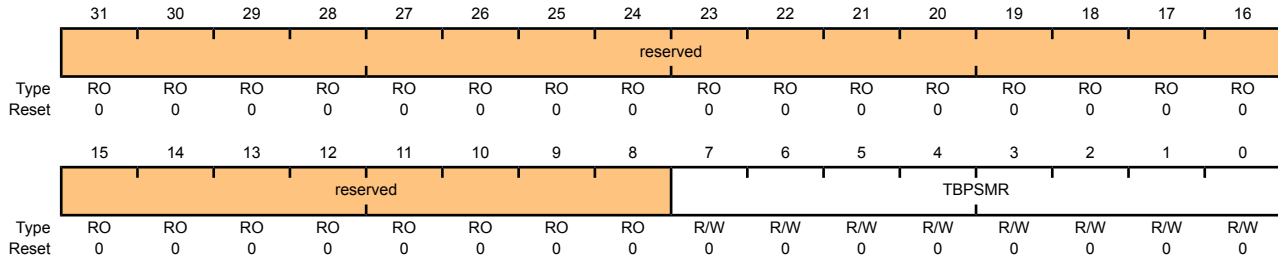 31 30 29 28 27 26 25 24 23 22 21 20 19 18 17 16
reserved
Type RO RO RO RO RO RO RO RO RO RO RO RO RO RO RO RO
Reset 0 0 0 0 0 0 0 0 0 0 0 0 0 0 0 0
15 14 13 12 11 10 9 8 7 6 5 4 3 2 1 0
reserved TBPSMR
Type RO RO RO RO RO RO RO RO R/W R/W R/W R/W R/W R/W R/W R/W
Reset 0 0 0 0 0 0 0 0 0 0 0 0 0 0 0 0